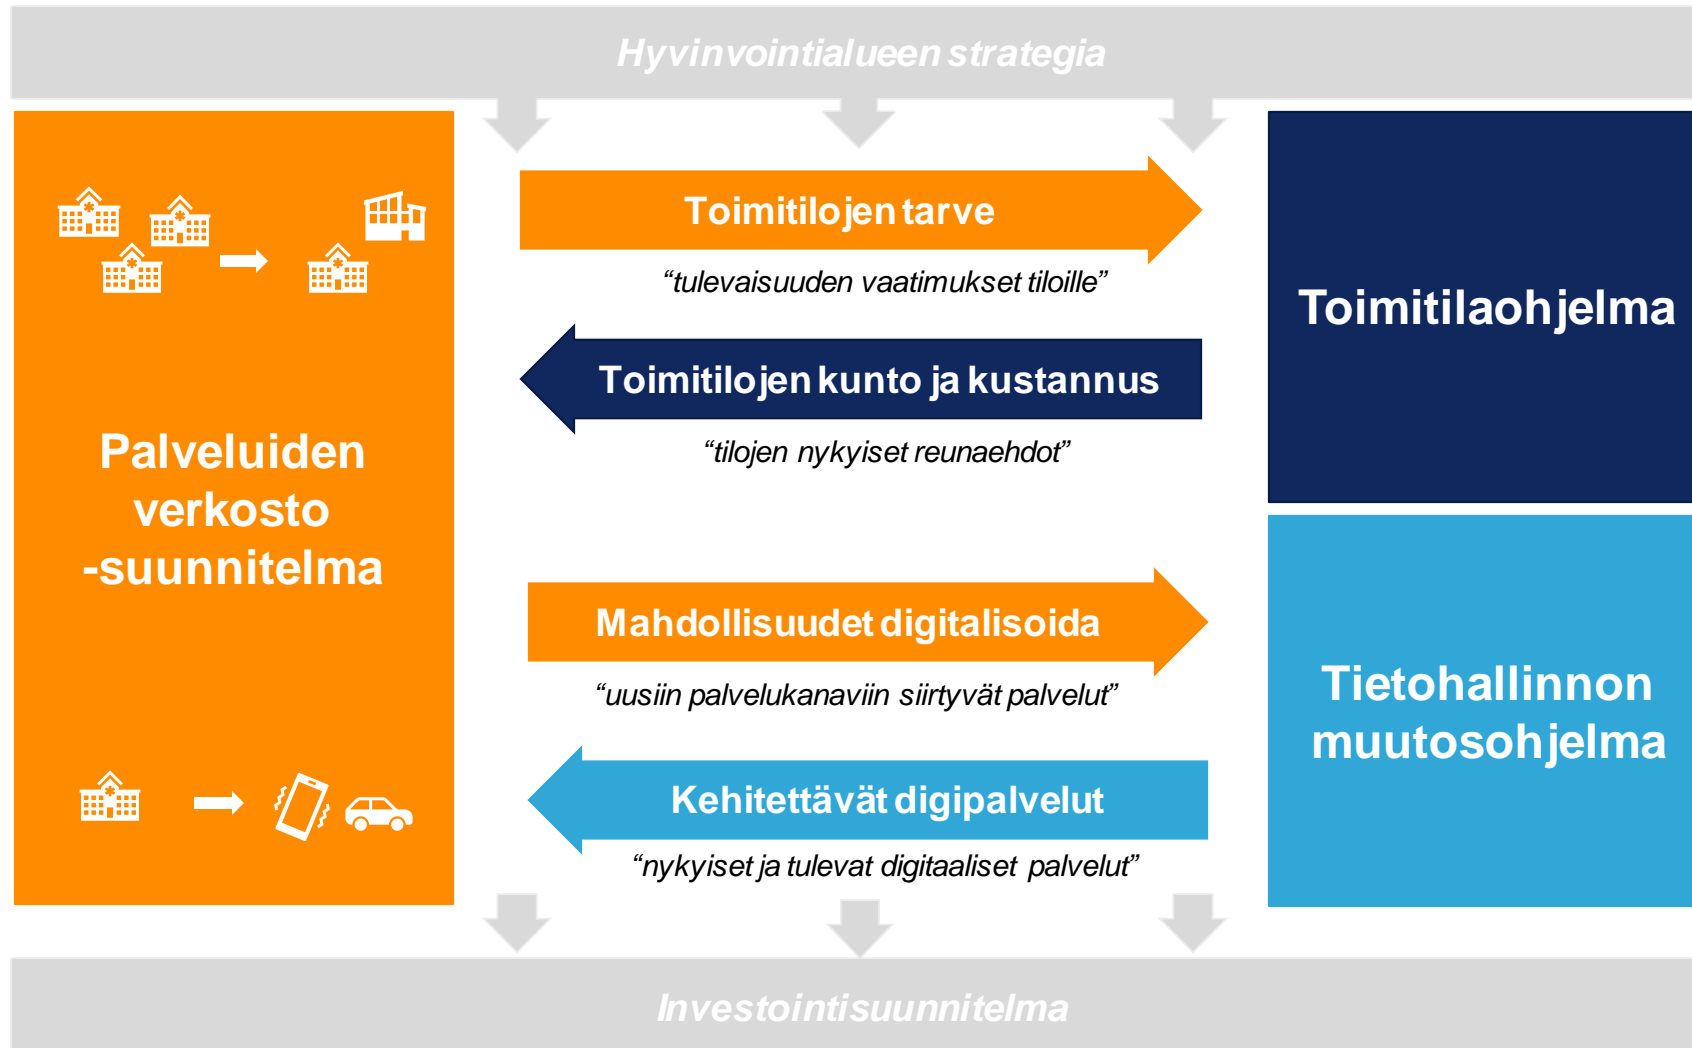 Hyvinvointialueen strategia
Palveluiden
verkosto
-suunnitelma
Toimitilojen tarve
“tulevaisuuden vaatimukset tiloille”
Toimitilojen kunto ja kustannus
“tilojen nykyiset reunaehdot”
Mahdollisuudet digitalisoida
“uusiin palvelukanaviin siirtyvät palvelut”
Kehitettävät digipalvelut
“nykyiset ja tulevat digitaaliset palvelut”
Toimitilaohjelma
Tietohallinnon
muutosohjelma
Investointisuunnitelma